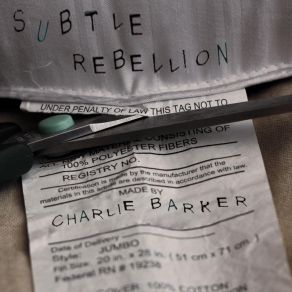 SUBTLE
REBELLION
UNDER PENALTY OF LAW THIS TAG NOT TO
MATERIAL CONSISTING OF
100% POLYESTER FIBERS
REGISTRY NO.
Certification is made by the manufacturer that the
materials in this article are described in accordance with law.
MADE BY
CHARLIE BARKER
Date of Delivery
Style: JUMBO
Fill Size: 20 in. x 28 in. (51 cm x 71 cm)
Federal RN # 19236
COVER: 100% COTTON